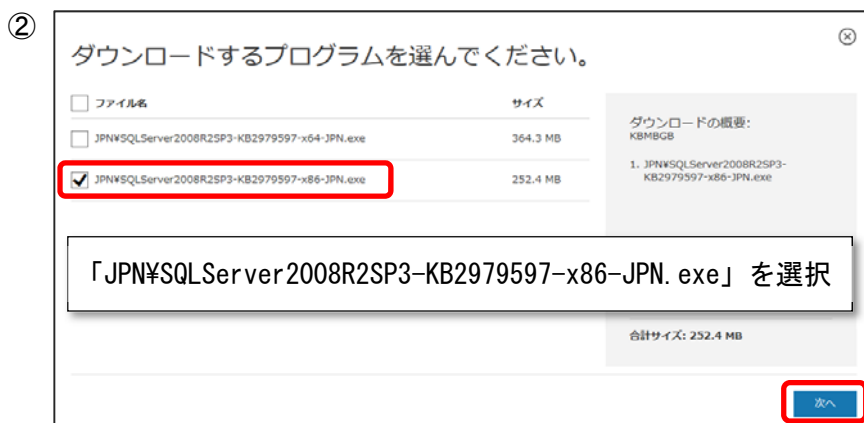 ②
ダウンロードするプログラムを選んでください。
ファイル名 サイズ
JPN¥SQLServer2008R2SP3-KB2979597-x64-JPN.exe 364.3 MB
JPN¥SQLServer2008R2SP3-KB2979597-x86-JPN.exe 252.4 MB
ダウンロードの概要:
KBMBGB
1. JPN¥SQLServer2008R2SP3-
KB2979597-x86-JPN.exe
「JPN¥SQLServer2008R2SP3-KB2979597-x86-JPN.exe」を選択
合計サイズ: 252.4 MB
次へ